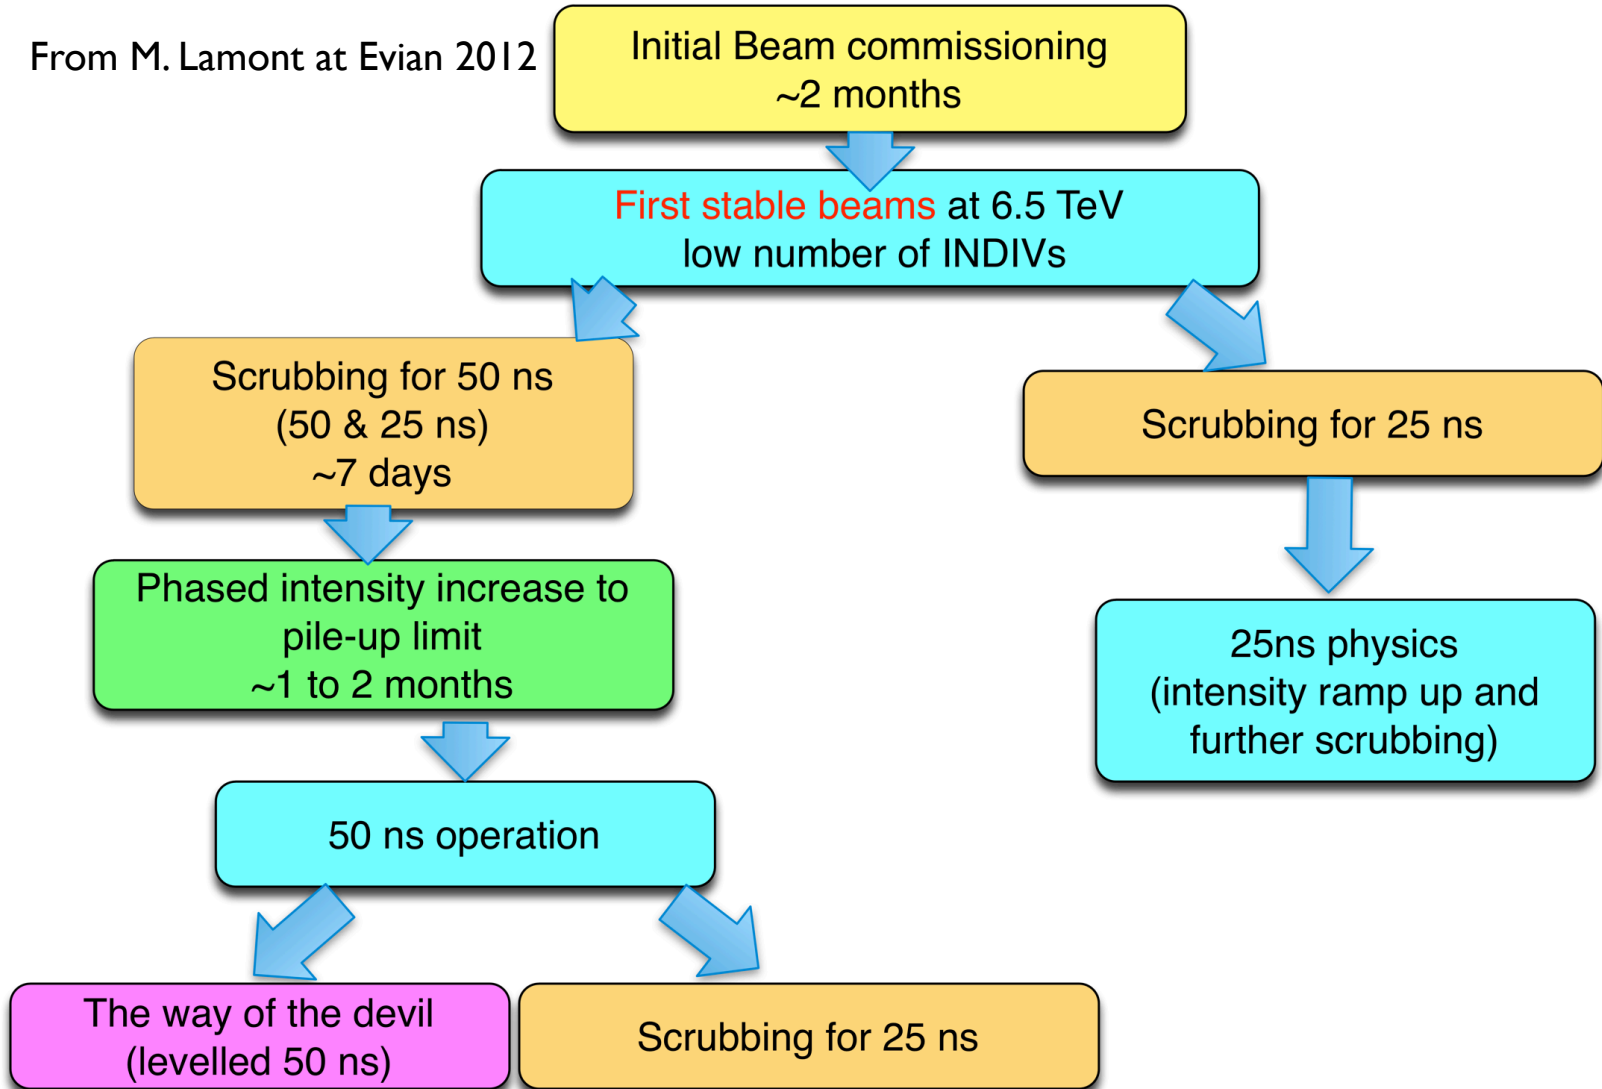 From M. Lamont at Evian 2012
Initial Beam commissioning
~2 months
First stable beams at 6.5 TeV
low number of INDIVs
Scrubbing for 50 ns
(50 & 25 ns)
~7 days
Scrubbing for 25 ns
Phased intensity increase to
pile-up limit
~1 to 2 months
25ns physics
(intensity ramp up and
further scrubbing)
50 ns operation
The way of the devil
(levelled 50 ns)
Scrubbing for 25 ns